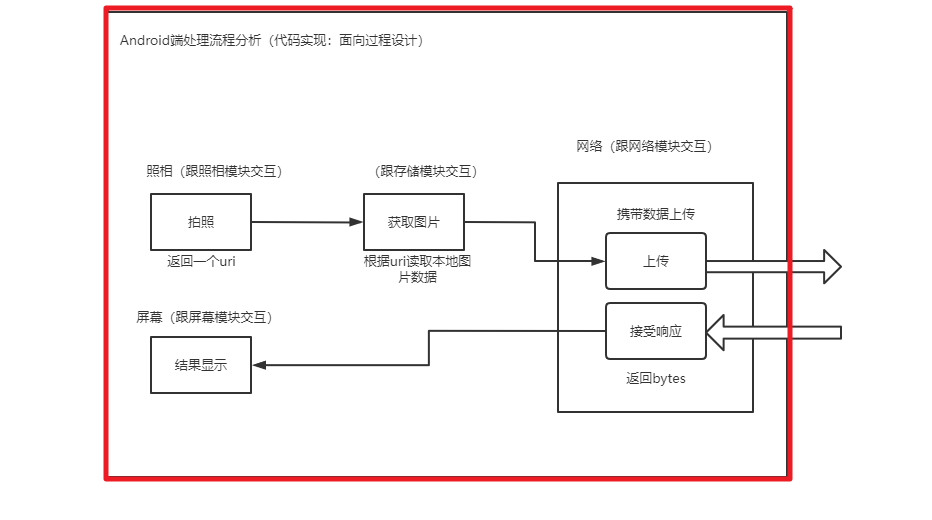 Android端处理流程分析（代码实现：面向过程设计）
网络（跟网络模块交互）
照相（跟照相模块交互）
（跟存储模块交互）
拍照
获取图片
携带数据上传
上传
返回一个uri
根据uri读取本地图
片数据
屏幕（跟屏幕模块交互）
接受响应
结果显示
返回bytes